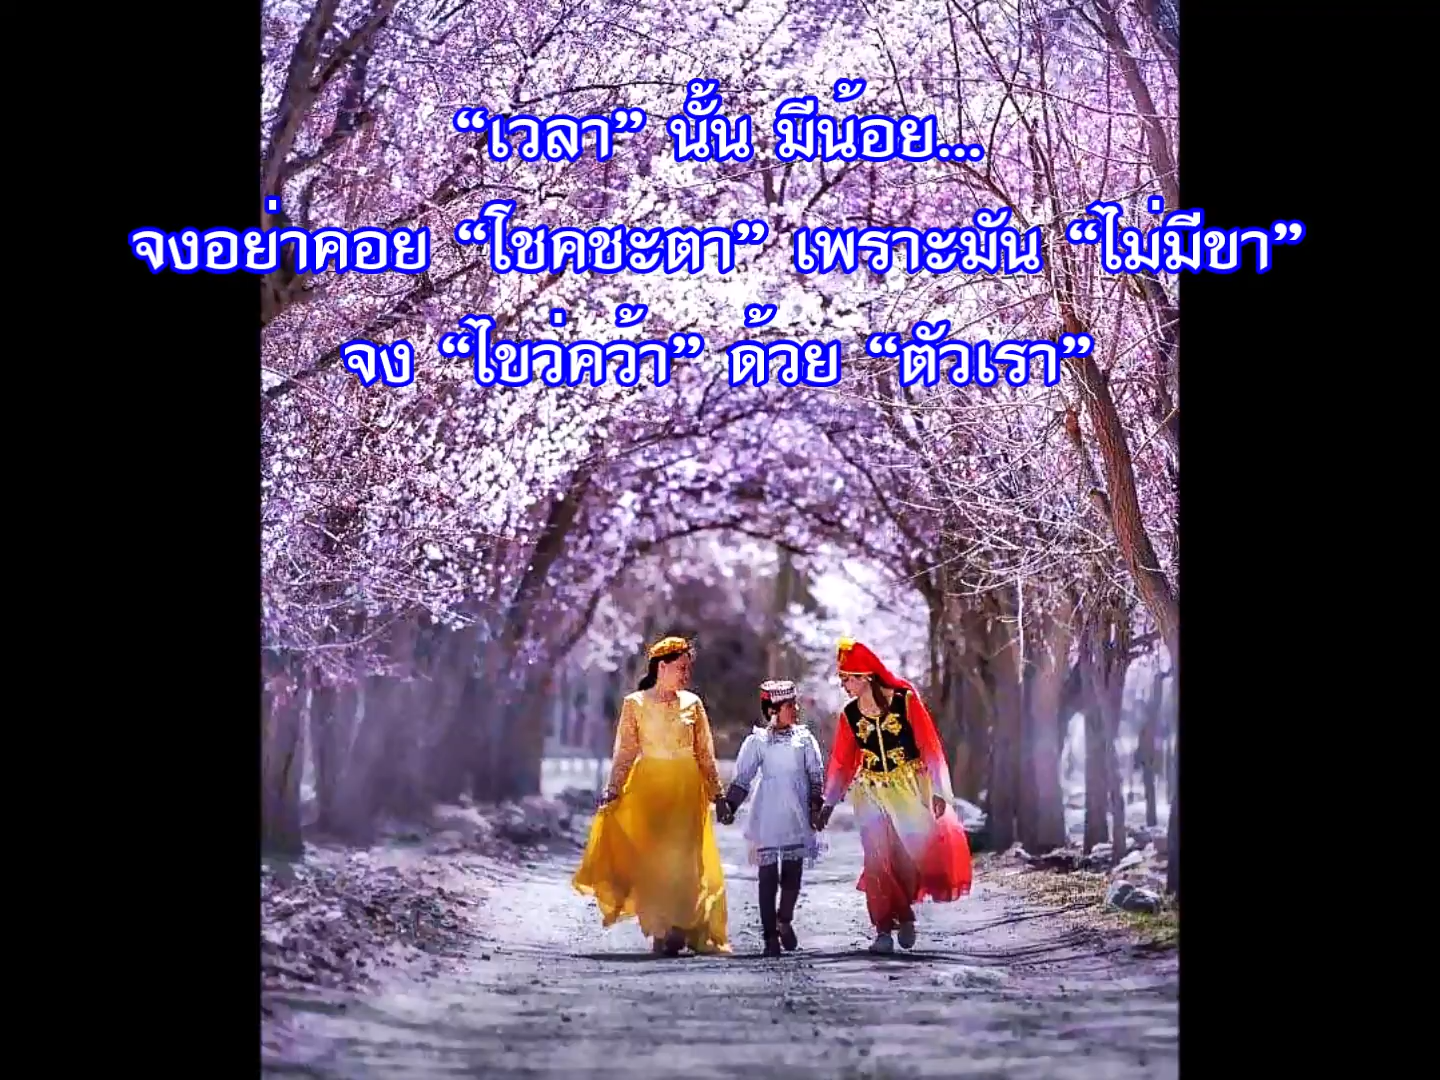 “เวลา” นั้น มีน้อย...
จงอย่าคอย “โชคชะตา” เพราะมัน “ไม่มีขา”
จง “ไขว่คว้า” ด้วย “ตัวเรา”